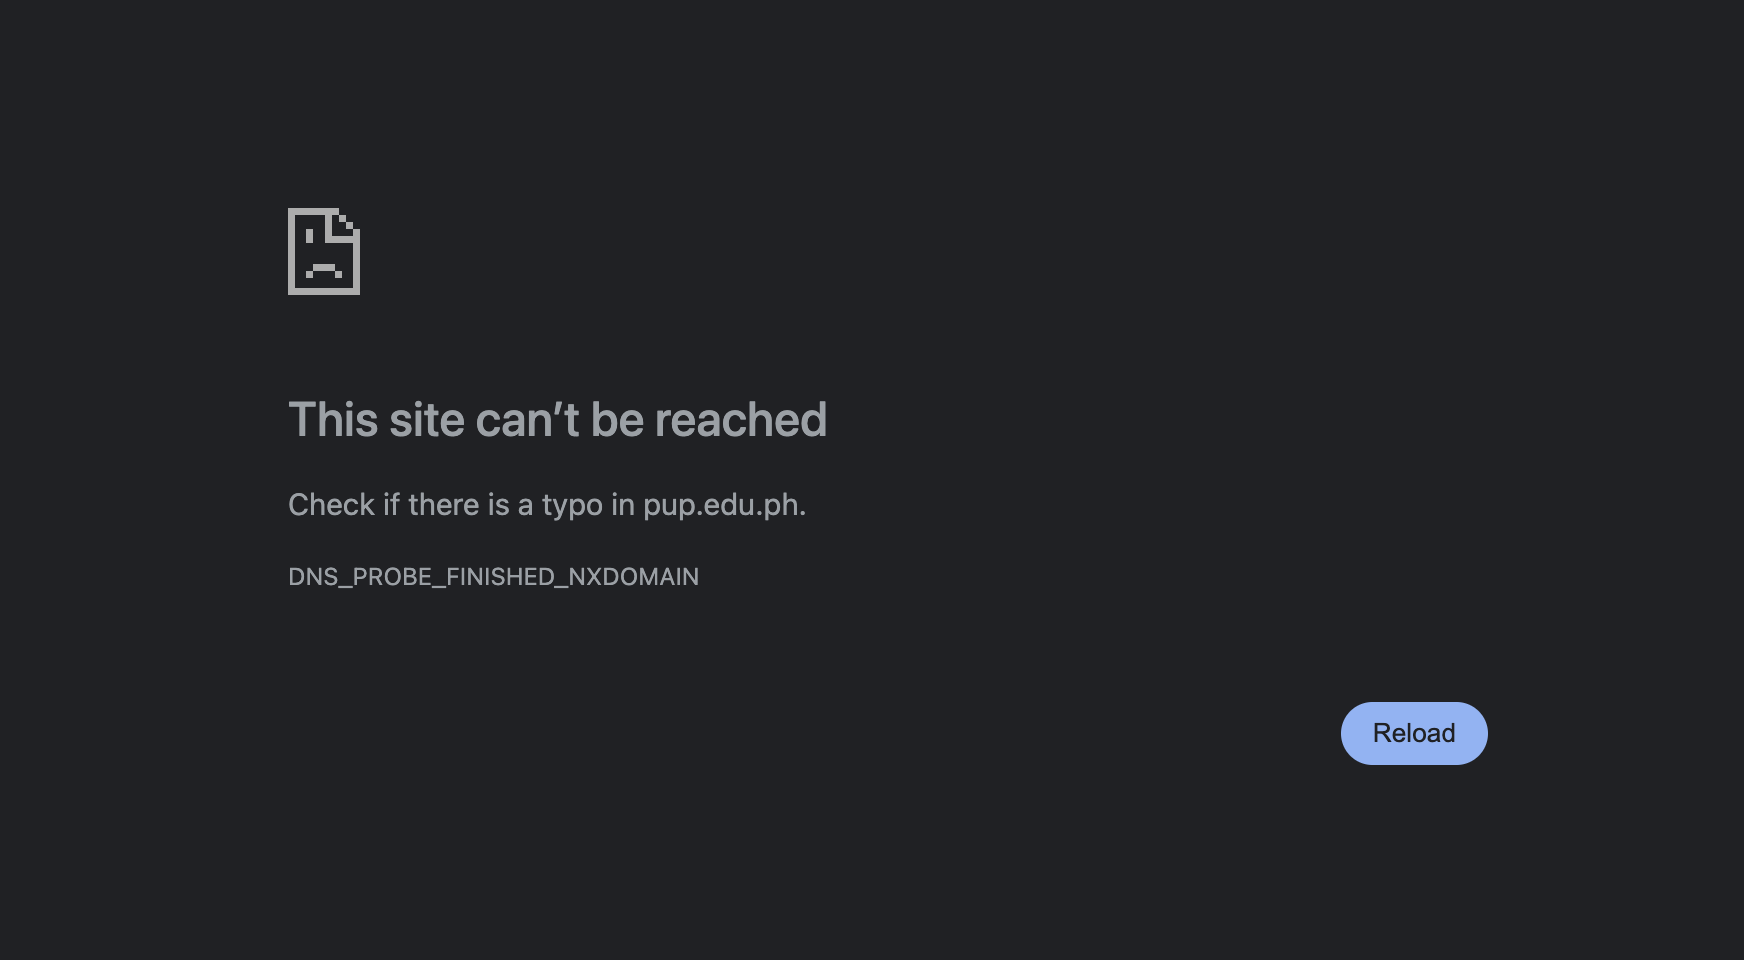 This site can’t be reached
Check if there is a typo in pup.edu.ph.
DNS_PROBE_FINISHED_NXDOMAIN
Reload